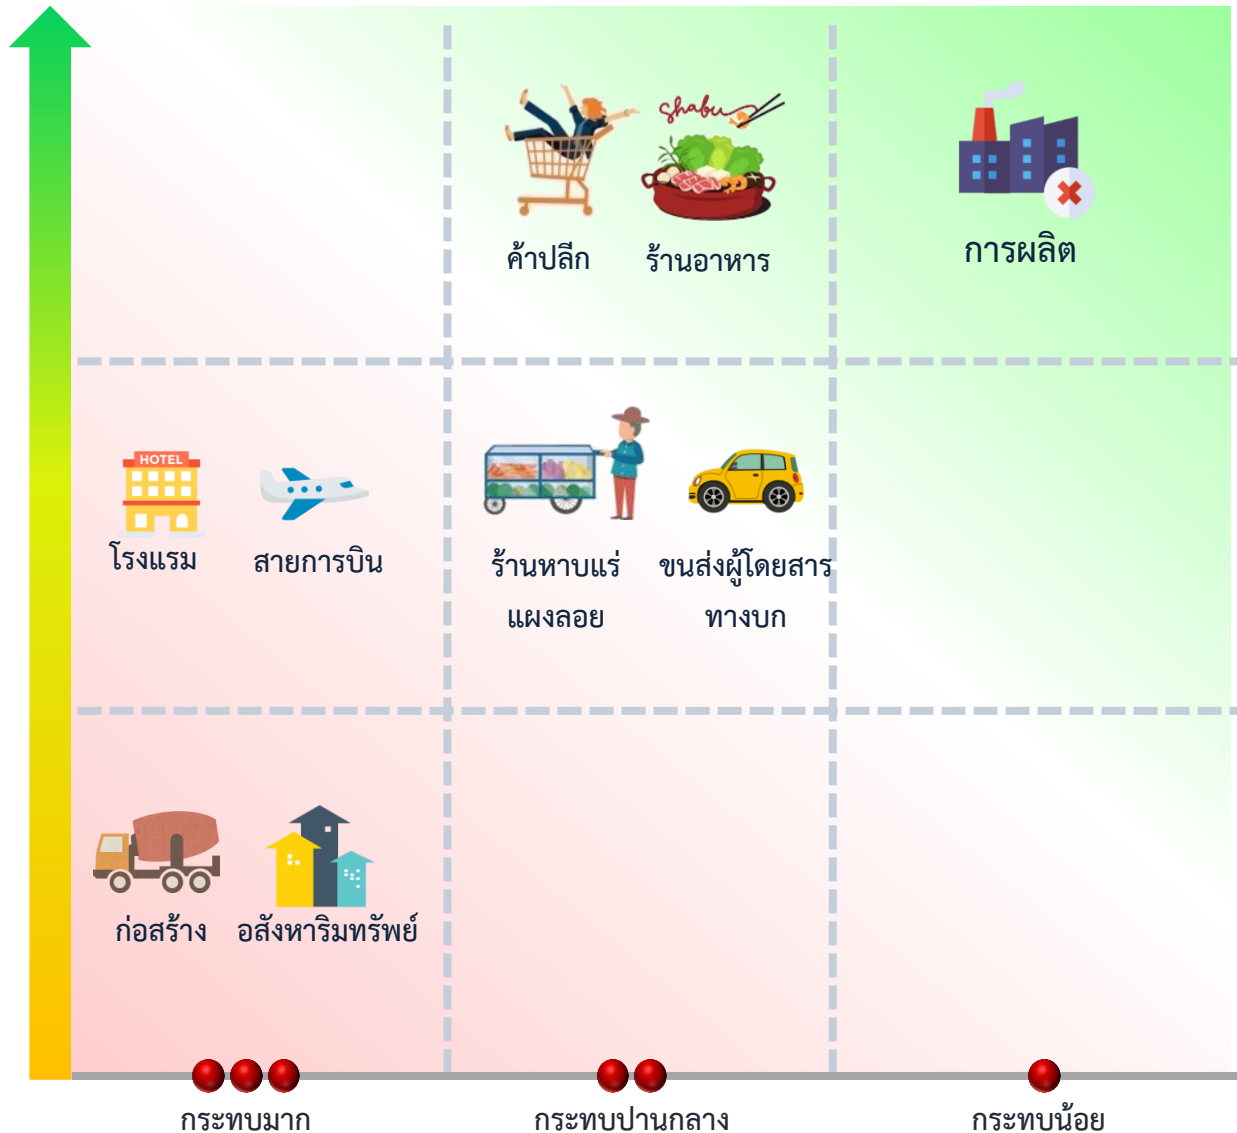 shabu
ค้าปลีก
ร้านอาหาร
การผลิต
HOTEL
โรงแรม
สายการบิน
ร้านหาบแร่
แผงลอย
ขนส่งผู้โดยสาร
ทางบก
ก่อสร้าง
อสังหาริมทรัพย์
กระทบมาก
กระทบปานกลาง
กระทบน้อย